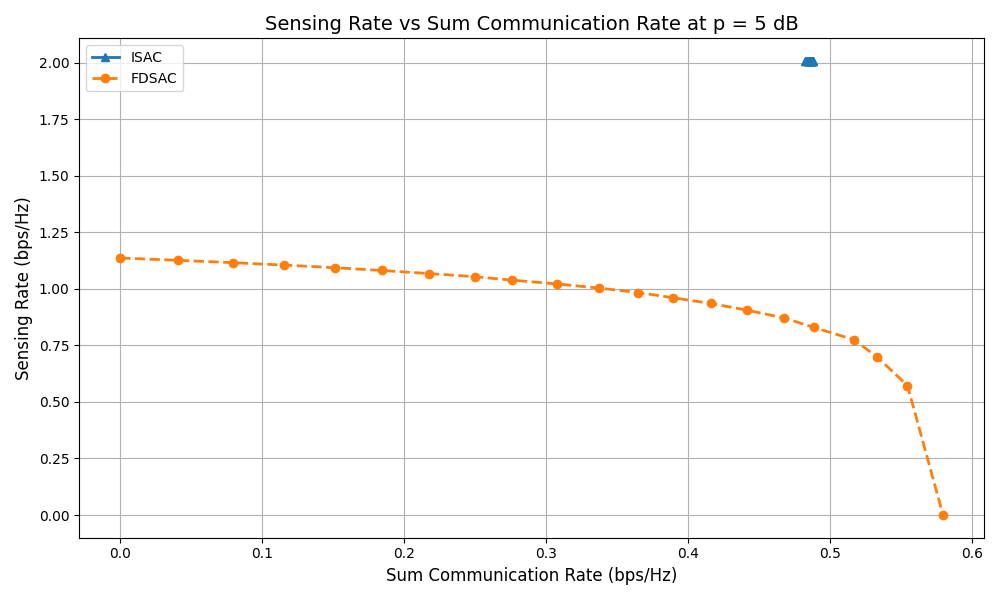 Sensing Rate vs Sum Communication Rate at p = 5 dB
ISAC
FDSAC
Sensing Rate (bps/Hz)
2.00
1.75
1.50
1.25
1.00
0.75
0.50
0.25
0.00
0.0 0.1 0.2 0.3 0.4 0.5 0.6
Sum Communication Rate (bps/Hz)